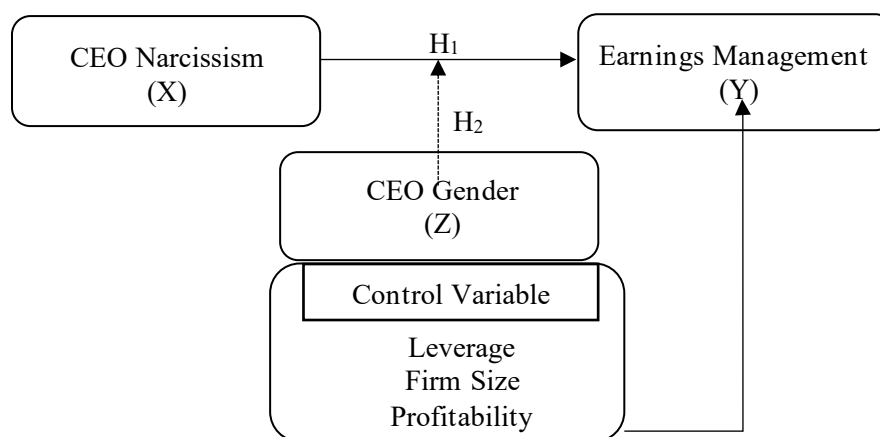 CEO Narcissism
(X)
H₁
Earnings Management
(Y)
H₂
CEO Gender
(Z)
Control Variable
Leverage
Firm Size
Profitability